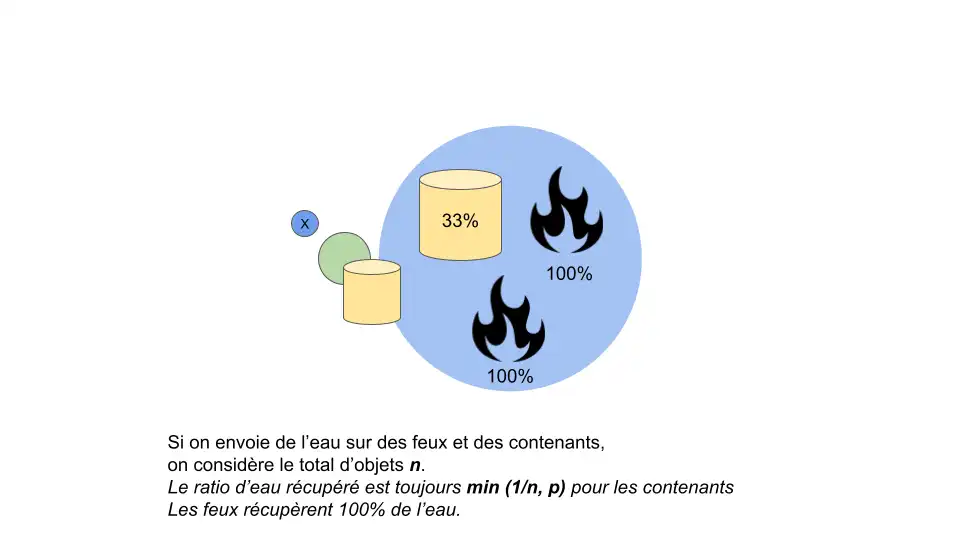 x
33%
100%
100%
Si on envoie de l’eau sur des feux et des contenants,
on considère le total d’objets n.
Le ratio d’eau récupéré est toujours min (1/n, p) pour les contenants
Les feux récupèrent 100% de l’eau.